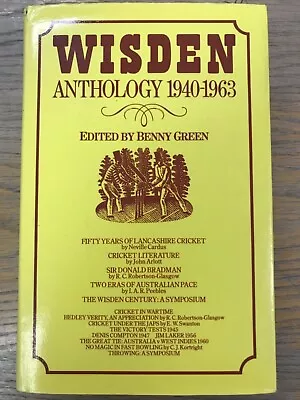 WISDEN
ANTHOLOGY 1940-1963
EDITED BY BENNY GREEN
FIFTY YEARS OF LANCASHIRE CRICKET
by Neville Cardus
CRICKET LITERATURE
by John Arlott
SIR DONALD BRADMAN
by R. C. Robertson-Glasgow
TWO ERAS OF AUSTRALIAN PACE
by I. A. R. Peebles
THE WISDEN CENTURY: A SYMPOSIUM
CRICKET IN WARTIME
HEDLEY VERITY, AN APPRECIATION by R. C. Robertson-Glasgow
CRICKET UNDER THE JAPS by E. W. Swanton
THE VICTORY TESTS 1945
DENIS COMPTON 1947 JIM LAKER 1956
THE GREAT TIE: AUSTRALIA v WEST INDIES 1960
NO MAGIC IN FAST BOWLING by C. J. Kortright
THROWING: A SYMPOSIUM